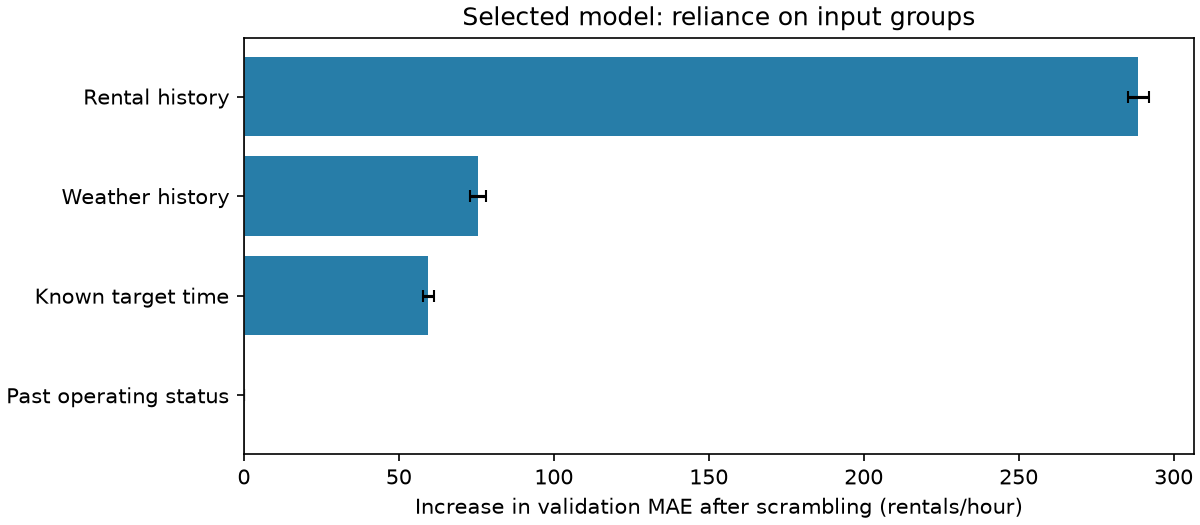 Selected model: reliance on input groups
Rental history
Weather history
Known target time
Past operating status
0 50 100 150 200 250 300
Increase in validation MAE after scrambling (rentals/hour)